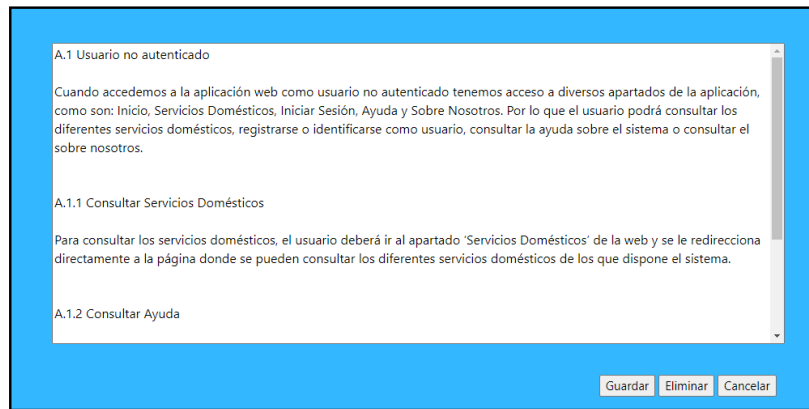 A.1 Usuario no autenticado
Cuando accedemos a la aplicación web como usuario no autenticado tenemos acceso a diversos apartados de la aplicación,
como son: Inicio, Servicios Domésticos, Iniciar Sesión, Ayuda y Sobre Nosotros. Por lo que el usuario podrá consultar los
diferentes servicios domésticos, registrarse o identificarse como usuario, consultar la ayuda sobre el sistema o consultar el
sobre nosotros.
A.1.1 Consultar Servicios Domésticos
Para consultar los servicios domésticos, el usuario deberá ir al apartado ‘Servicios Domésticos’ de la web y se le redirecciona
directamente a la página donde se pueden consultar los diferentes servicios domésticos de los que dispone el sistema.
A.1.2 Consultar Ayuda
Guardar Eliminar Cancelar